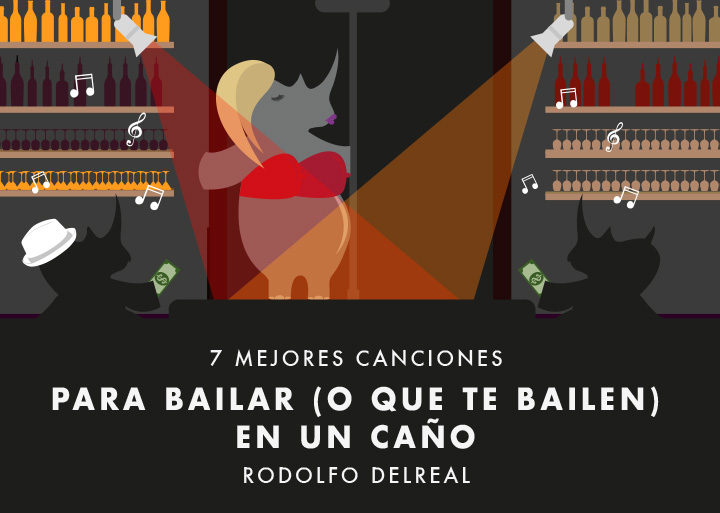 7 MEJORES CANCIONES
PARA BAILAR (O QUE TE BAILEN)
EN UN CAÑO
RODOLFO DELREAL